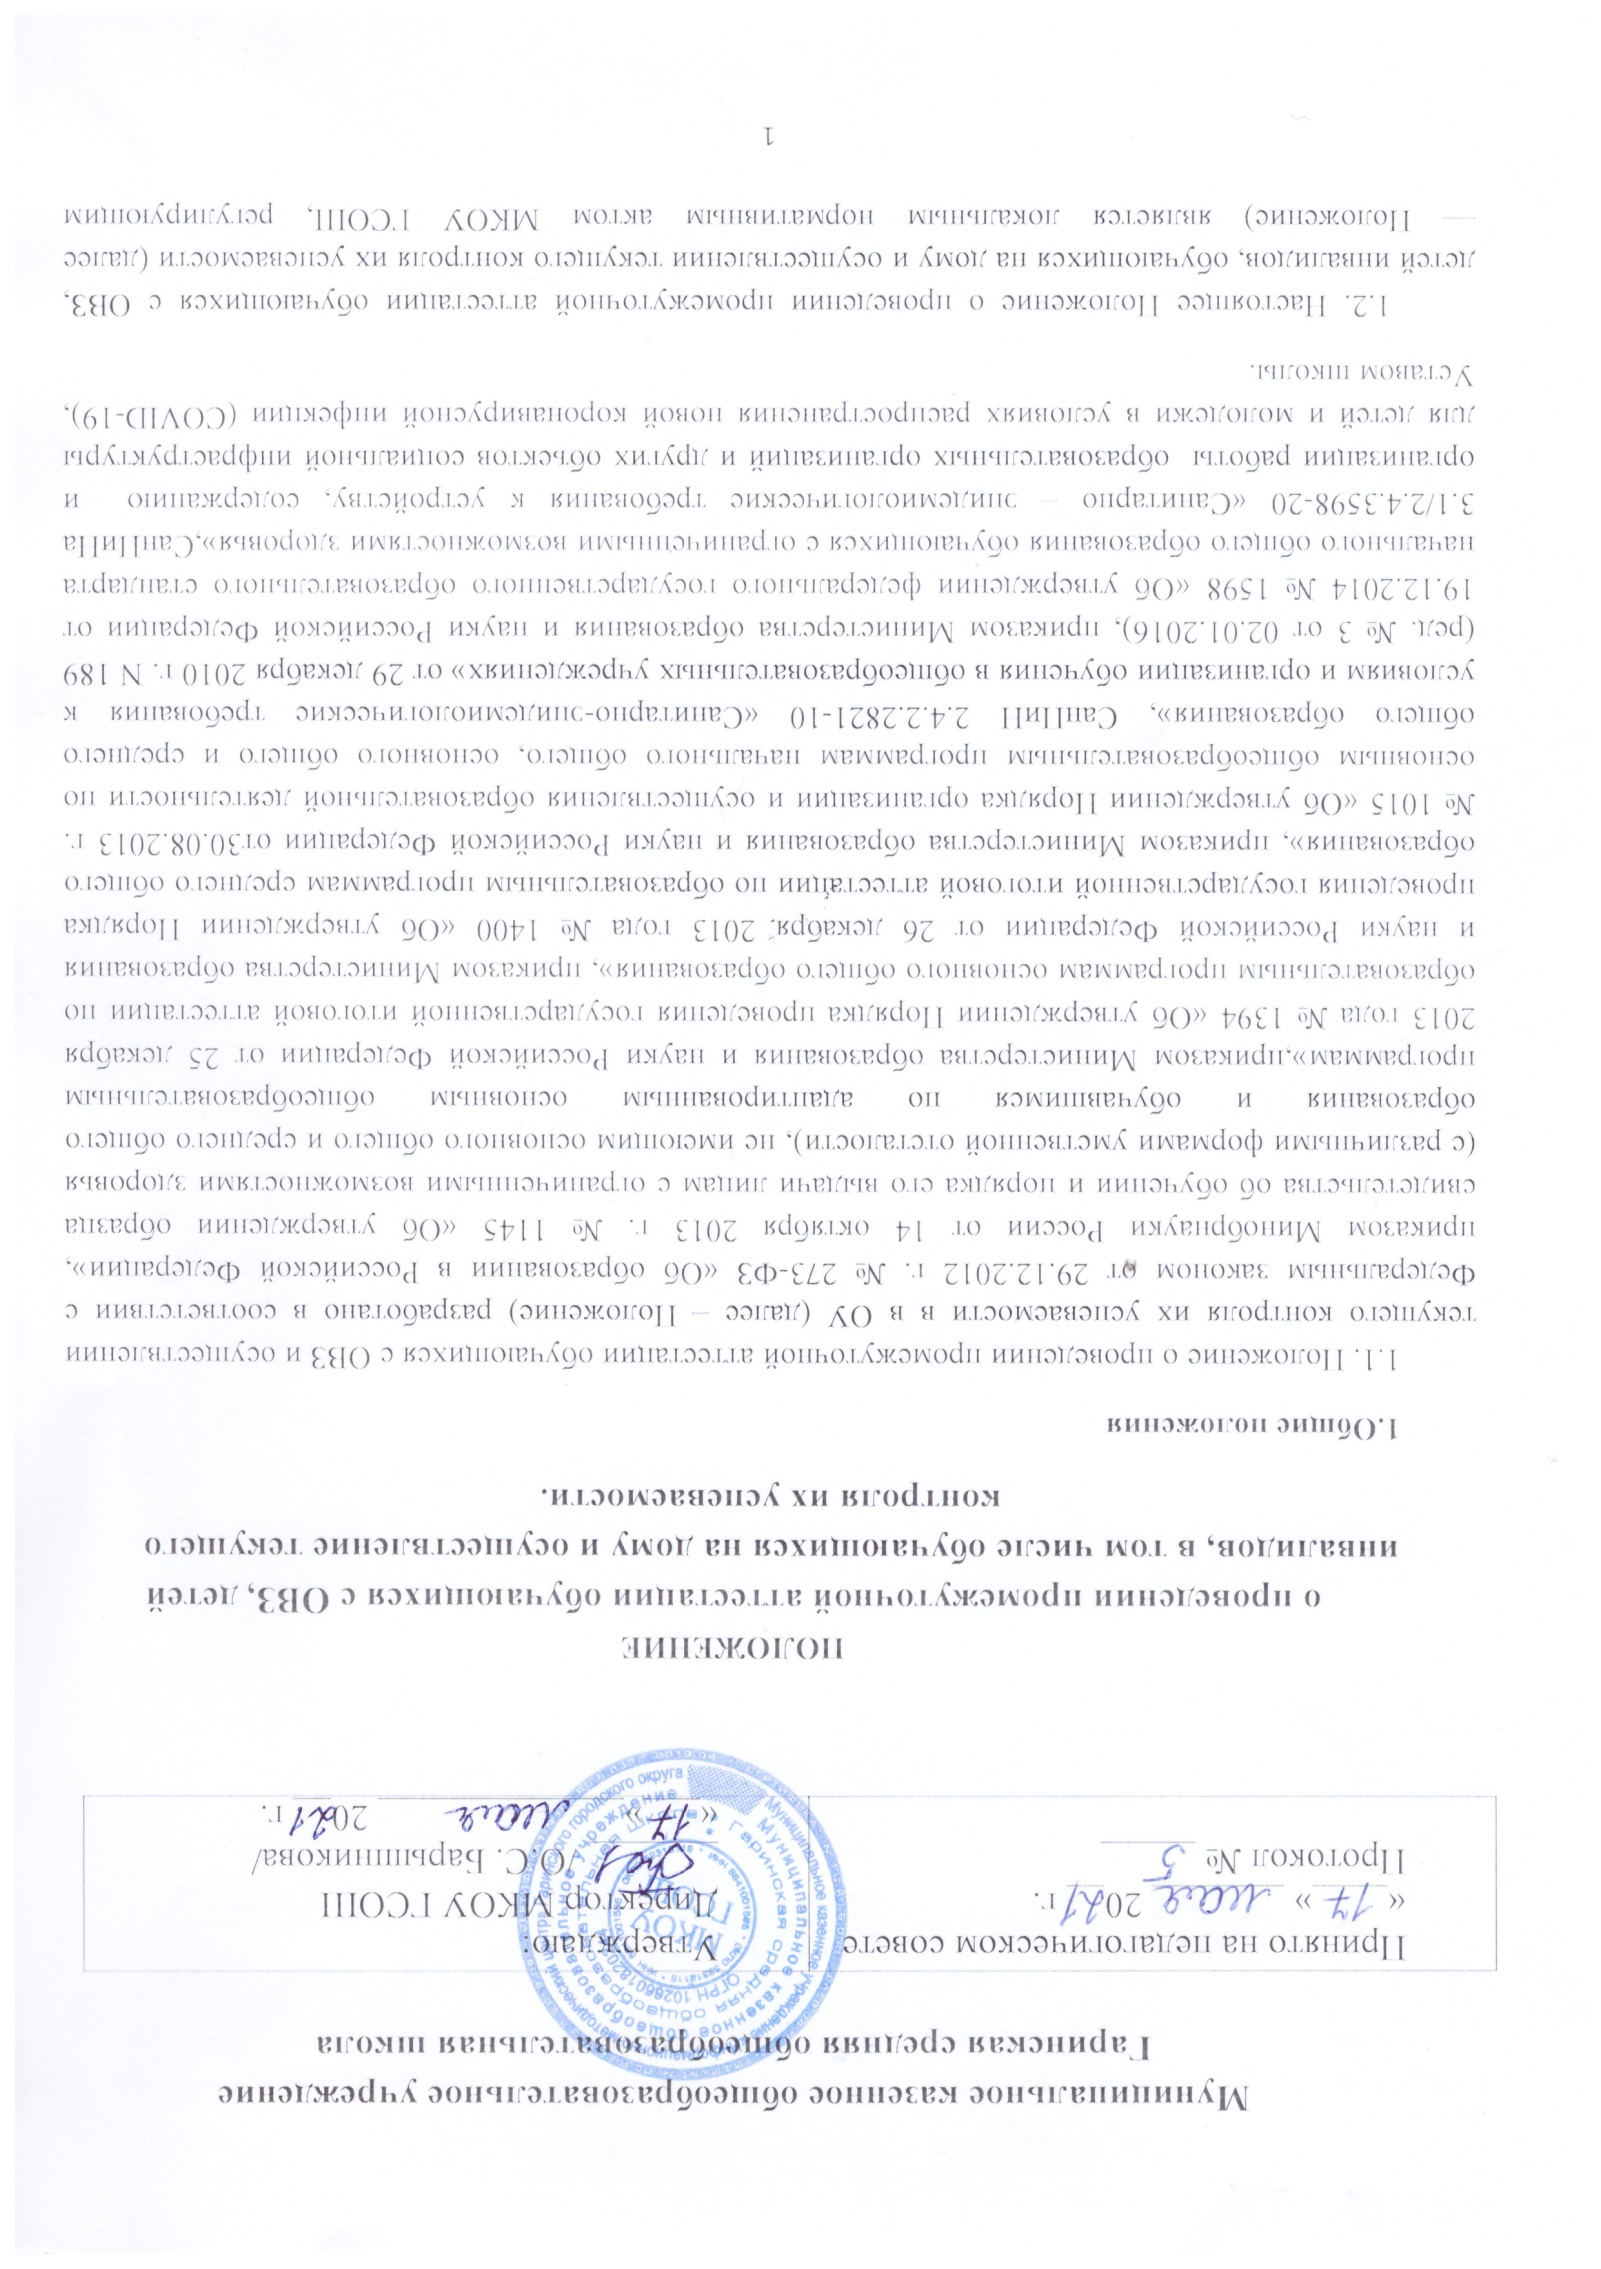 Муниципальное казенное общеобразовательное учреждение
Гаринская средняя общеобразовательная школа
Принято на педагогическом совете
« 17 » мая 2021г.
Протокол № 5
Утверждаю:
Директор МКОУ ГСОШ
/О.С. Барышникова/
« 17 » мая 2021г.
МКОУ
ГСОШ
ПОЛОЖЕНИЕ
о проведении промежуточной аттестации обучающихся с ОВЗ, детей
инвалидов, в том числе обучающихся на дому и осуществление текущего
контроля их успеваемости.
1.Общие положения
1.1. Положение о проведении промежуточной аттестации обучающихся с ОВЗ и осуществлении
текущего контроля их успеваемости в в ОУ (далее – Положение) разработано в соответствии с
Федеральным законом от 29.12.2012 г. № 273-ФЗ «Об образовании в Российской Федерации»,
приказом Минобрнауки России от 14 октября 2013 г. № 1145 «Об утверждении образца
свидетельства об обучении и порядка его выдачи лицам с ограниченными возможностями здоровья
(с различными формами умственной отсталости), не имеющим основного общего и среднего общего
образования и обучавшимся по адаптированным основным общеобразовательным
программам»,приказом Министерства образования и науки Российской Федерации от 25 декабря
2013 года № 1394 «Об утверждении Порядка проведения государственной итоговой аттестации по
образовательным программам основного общего образования», приказом Министерства образования
и науки Российской Федерации от 26 декабря 2013 года № 1400 «Об утверждении Порядка
проведения государственной итоговой аттестации по образовательным программам среднего общего
образования», приказом Министерства образования и науки Российской Федерации от30.08.2013 г.
№ 1015 «Об утверждении Порядка организации и осуществления образовательной деятельности по
основным общеобразовательным программам начального общего, основного общего и среднего
общего образования», СанПиН 2.4.2.2821-10 «Санитарно-эпидемиологические требования к
условиям и организации обучения в общеобразовательных учреждениях» от 29 декабря 2010 г. N 189
(ред. № 3 от 02.01.2016), приказом Министерства образования и науки Российской Федерации от
19.12.2014 № 1598 «Об утверждении федерального государственного образовательного стандарта
начального общего образования обучающихся с ограниченными возможностями здоровья»,СанПиНа
3.1/2.4.3598-20 «Санитарно – эпидемиологические требования к устройству, содержанию и
организации работы образовательных организаций и других объектов социальной инфраструктуры
для детей и молодежи в условиях распространения новой коронавирусной инфекции (COVID-19),
Уставом школы.
1.2. Настоящее Положение о проведении промежуточной аттестации обучающихся с ОВЗ,
детей инвалидов, обучающихся на дому и осуществлении текущего контроля их успеваемости (далее
— Положение) является локальным нормативным актом МКОУ ГСОШ, регулирующим
1